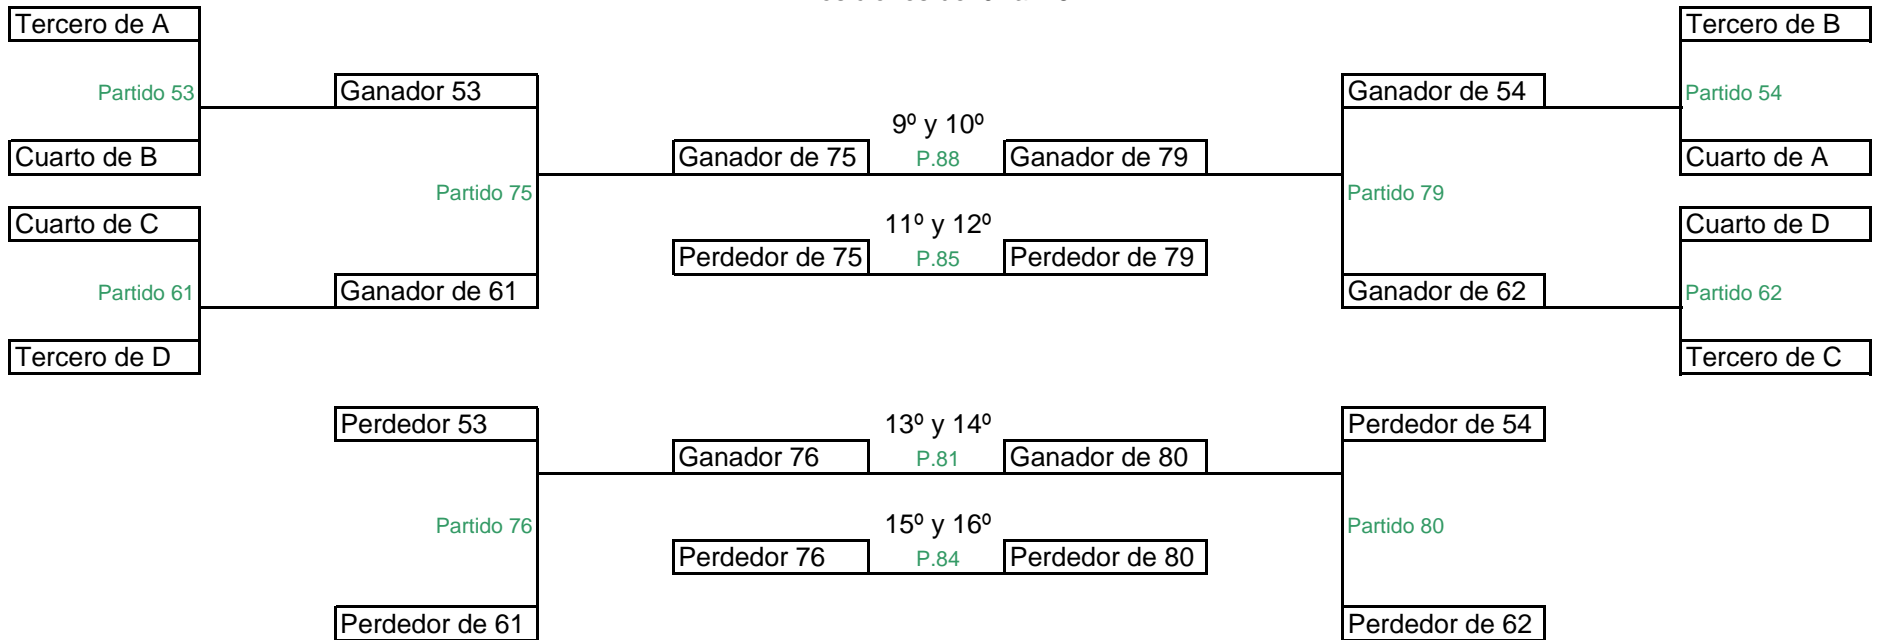 Tercero de A
Tercero de B
Partido 53
Ganador 53
Ganador de 54
Partido 54
9º y 10º
Cuarto de B
Ganador de 75
P.88
Ganador de 79
Cuarto de A
Partido 75
Partido 79
Cuarto de C
11º y 12º
Cuarto de D
Perdedor de 75
P.85
Perdedor de 79
Partido 61
Ganador de 61
Ganador de 62
Partido 62
Tercero de D
Tercero de C
Perdedor 53
13º y 14º
Perdedor de 54
Ganador 76
P.81
Ganador de 80
Partido 76
15º y 16º
Partido 80
Perdedor 76
P.84
Perdedor de 80
Perdedor de 61
Perdedor de 62